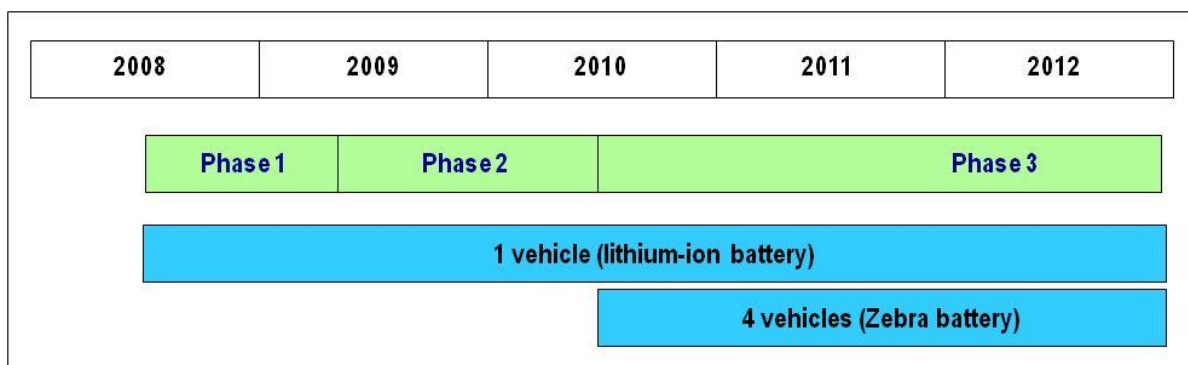 2008 2009 2010 2011 2012
Phase 1 Phase 2 Phase 3
1 vehicle (lithium-ion battery)
4 vehicles (Zebra battery)